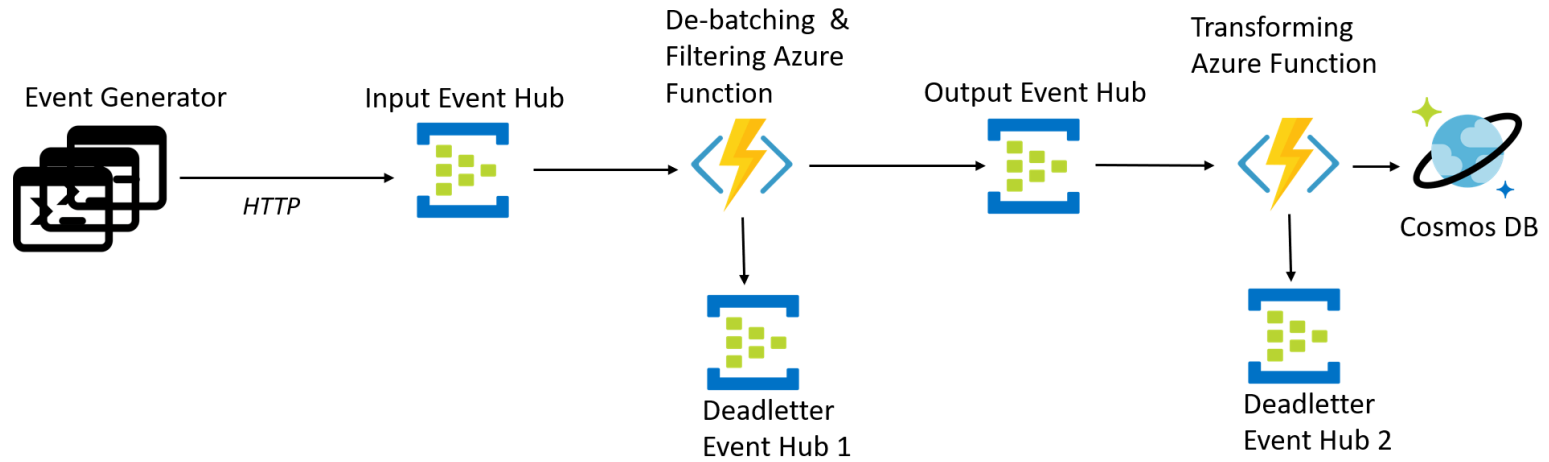 Event Generator
HTTP
Input Event Hub
De-batching &
Filtering Azure
Function
Deadletter
Event Hub 1
Output Event Hub
Transforming
Azure Function
Deadletter
Event Hub 2
Cosmos DB